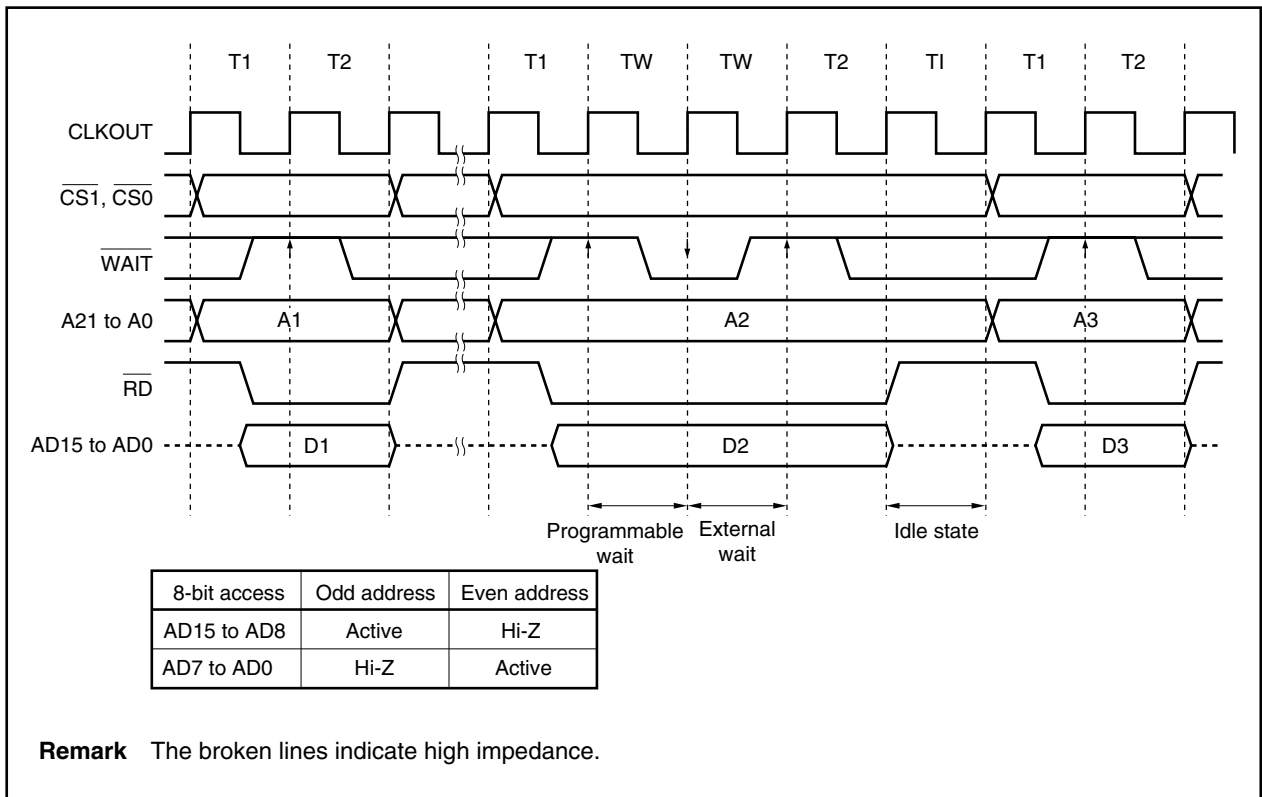 T1 T2 T1 TW TW T2 TI T1 T2
CLKOUT
CS1, CS0
WAIT
A21 to A0 A1 A2 A3
RD
AD15 to AD0 D1 D2 D3
Programmable wait
External wait
Idle state
8-bit access Odd address Even address
AD15 to AD8 Active Hi-Z
AD7 to AD0 Hi-Z Active
Remark The broken lines indicate high impedance.